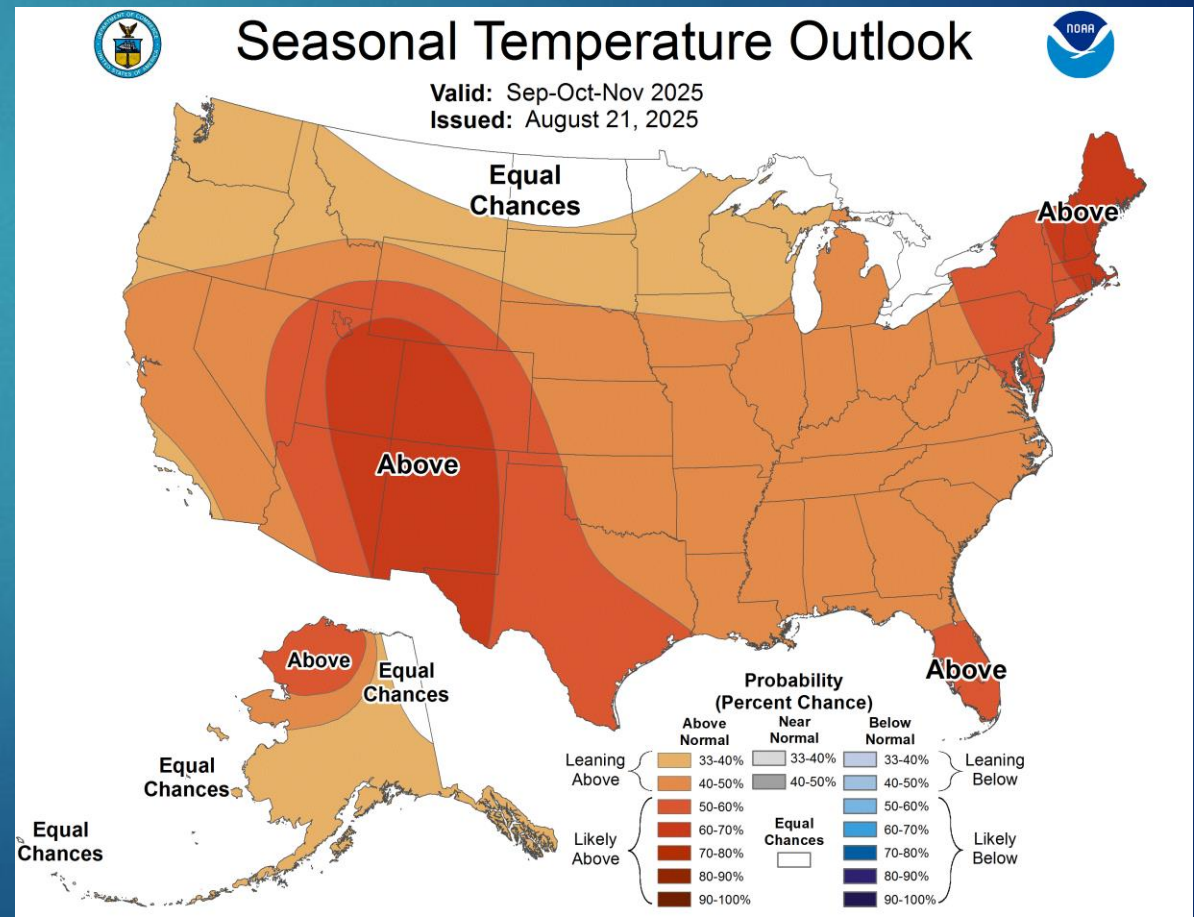 Seasonal Temperature Outlook
NOAA
Valid: Sep-Oct-Nov 2025
Issued: August 21, 2025
Equal
Chances
Above
Above
Above
Above
Equal
Chances
Equal
Chances
Equal
Chances
Probability
(Percent Chance)
Above
Normal
Near
Normal
Below
Normal
Leaning
Above
33-40%
33-40%
33-40%
Leaning
Below
40-50%
40-50%
40-50%
Likely
Above
50-60%
50-60%
60-70%
Equal
Chances
60-70%
Likely
Below
70-80%
70-80%
80-90%
80-90%
90-100%
90-100%